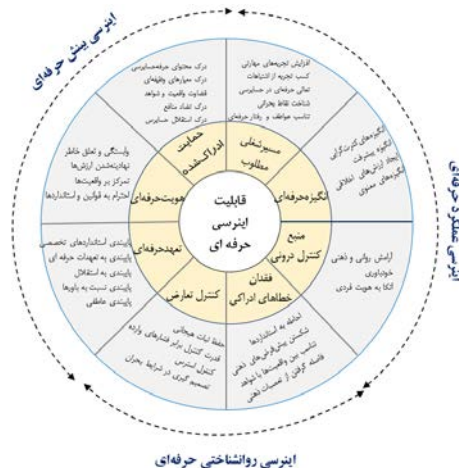 اینرسی بینش حرفه‌ای
اینرسی عملکرد حرفه‌ای
اینرسی روانشناختی حرفه‌ای
قابلیت
اینرسی
حرفه ای
مسیرشغلی
مطلوب
انگیزه‌حرفه‌ای
منبع
کنترل درونی
فقدان
خطاهای ادراکی
کنترل تعارض
تعهدحرفه‌ای
هویت‌حرفه‌ای
حمایت
ادراک‌شده
افزایش تجربه‌های مهارتی
کسب تجربه از اشتباهات
تعالی حرفه‌ای در حسابرسی
شناخت نقاط بحرانی
تناسب عواطف و رفتار حرفه‌ای
انگیزه‌های کثرت‌گرایی
انگیزه پیشرفت
ایجاد ارزش‌های اخلاقی
انگیزه‌های معنوی
آرامش روانی و ذهنی
خودباوری
اتکا به هویت فردی
احاطه به استانداردها
شکستن پیش‌فرض‌های ذهنی
تناسب بین واقعیت‌ها با شواهد
فاصله گرفتن از تعصبات ذهنی
حفظ ثبات هیجانی
قدرت کنترل برابر فشارهای وارده
کنترل استرس
تصمیم گیری در شرایط بحران
پایبندی استانداردهای تخصصی
پایبندی به تعهدات حرفه ای
پایبندی به استقلال
پایبندی نسبت به باورها
پایبندی عاطفی
وابستگی و تعلق خاطر
نهادینه‌شدن ارزش‌ها
تمرکز بر واقعیت‌ها
احترام به قوانین و استانداردها
درک محتوای حرفه‌حسابرسی
درک معیارهای وظیفه‌ای
قضاوت واقعیت و شواهد
درک تضاد منافع
درک استقلال حسابرس